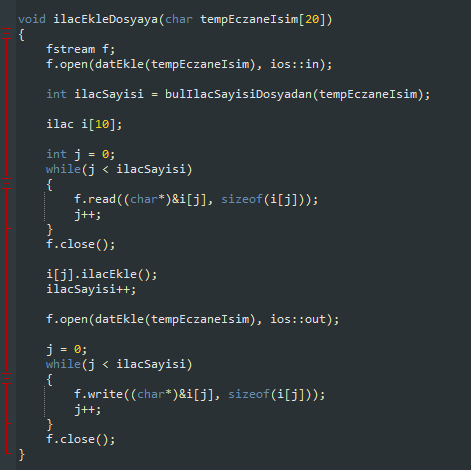 void ilacEkleDosyaya(char tempEczaneIsim[20])
{
fstream f;
f.open(datEkle(tempEczaneIsim), ios::in);
int ilacSayisi = bulIlacSayisiDosyadan(tempEczaneIsim);
ilac i[10];
int j = 0;
while(j < ilacSayisi)
{
f.read((char*)&i[j], sizeof(i[j]));
j++;
}
f.close();
i[j].ilacEkle();
ilacSayisi++;
f.open(datEkle(tempEczaneIsim), ios::out);
j = 0;
while(j < ilacSayisi)
{
f.write((char*)&i[j], sizeof(i[j]));
j++;
}
f.close();
}